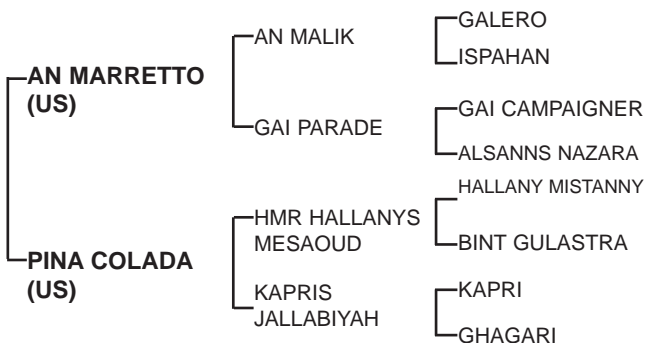 GALERO
AN MALIK
ISPAHAN
AN MARRETTO
(US)
GAI CAMPAIGNER
GAI PARADE
ALSANNS NAZARA
HALLANY MISTANNY
HMR HALLANYS
MESAOUD
BINT GULASTRA
PINA COLADA
(US)
KAPRI
KAPRIS
JALLABIYAH
GHAGARI